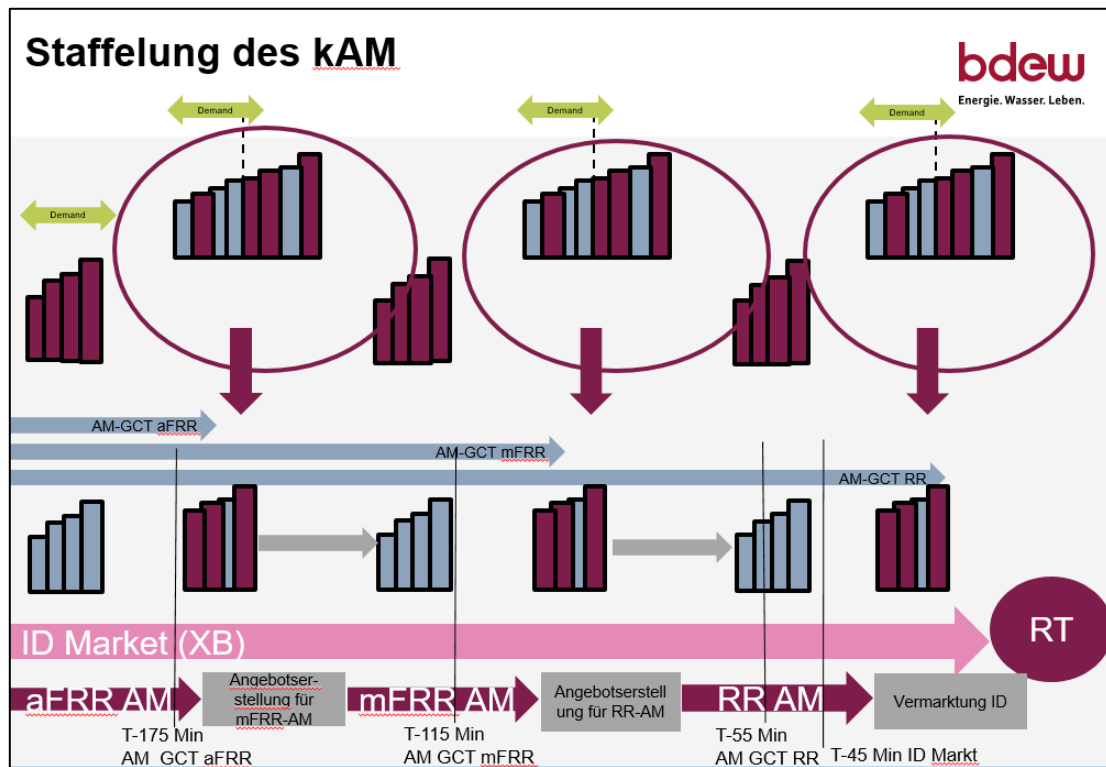 Staffelung des kAM
bdew
Energie. Wasser. Leben.
Demand
Demand
Demand
Demand
AM-GCT aFRR
AM-GCT mFRR
AM-GCT RR
ID Market (XB)
RT
aFRR AM
Angebotser-
stellung für
mFRR-AM
mFRR AM
Angebotserstell
ung für RR-AM
RR AM
Vermarktung ID
T-175 Min
AM GCT aFRR
T-115 Min
AM GCT mFRR
T-55 Min
AM GCT RR
T-45 Min ID Markt